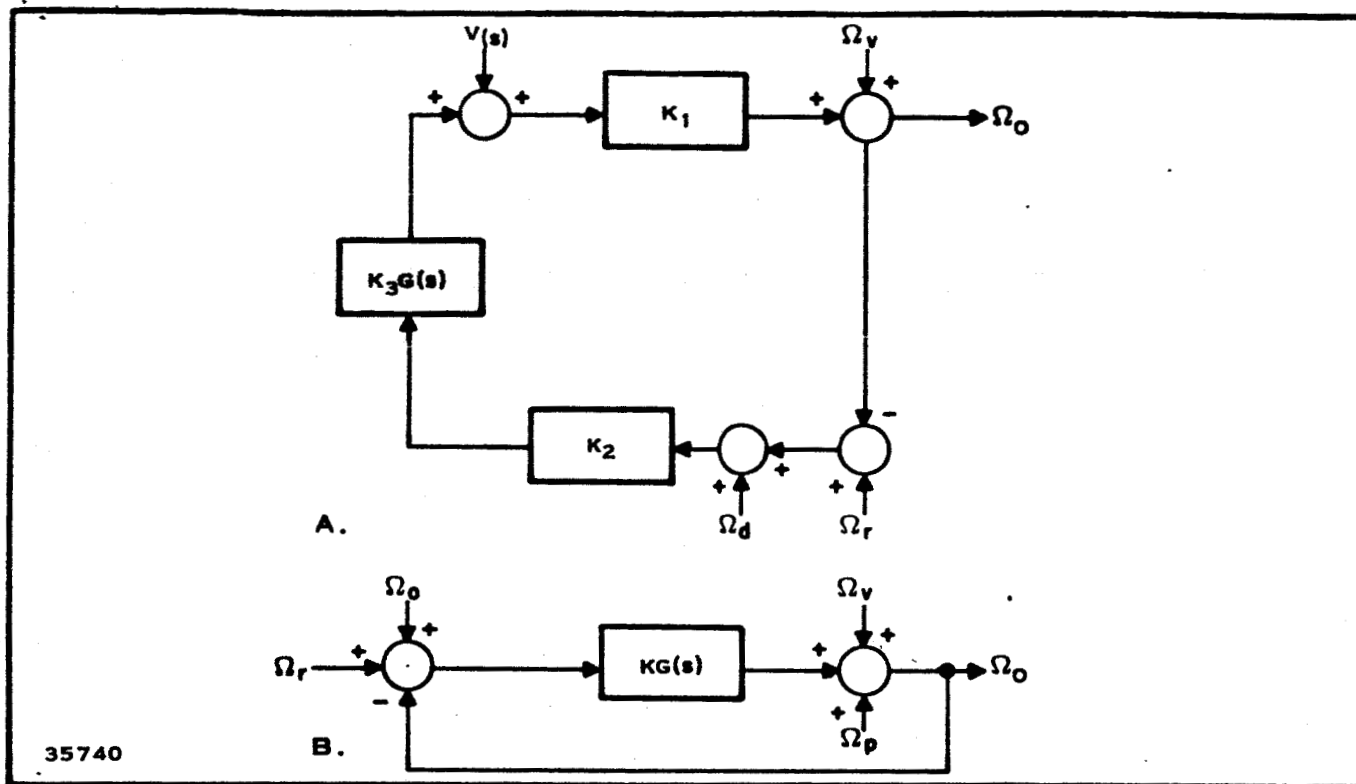 V(s)
Ωv
+ +
K1
+ +
Ωo
K3G(s)
-
K2
+ +
+
Ωd
Ωr
A.
Ωo
Ωv
+ +
Ωr
+
KG(s)
+
Ωo
-
+
Ωp
B.
35740